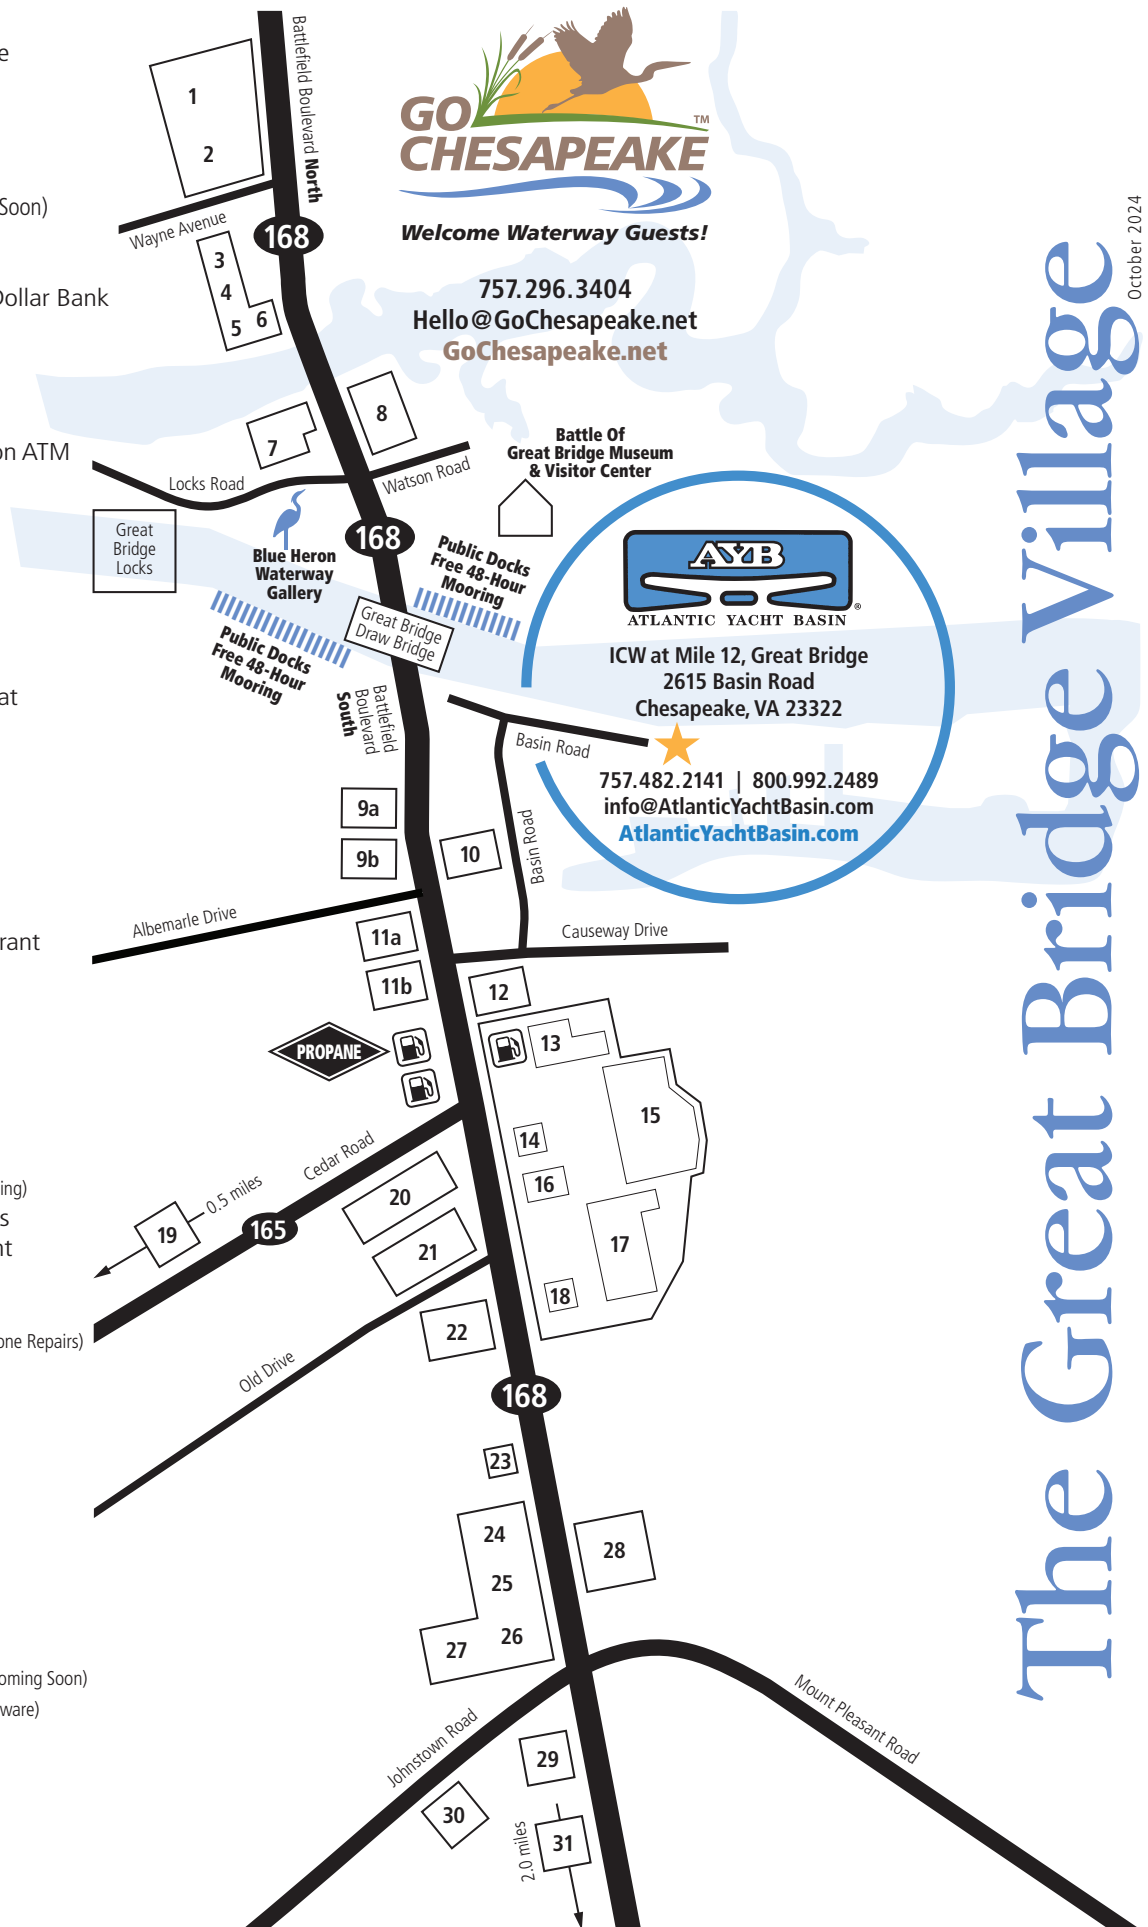 e
Soon)
Dollar Bank
on ATM
at
rant
ing)
s
nt
one Repairs)
oming Soon)
ware)
Battlefield Boulevard North
1
2
Wayne Avenue
168
3
4
5
6
GO
CHESAPEAKE
TM
Welcome Waterway Guests!
757.296.3404
Hello@GoChesapeake.net
GoChesapeake.net
October 2024
The Great Bridge Village
7
8
Locks Road
Watson Road
Battle Of
Great Bridge Museum
& Visitor Center
Great
Bridge
Locks
Blue Heron
Waterway
Gallery
168
Public Docks
Free 48-Hour
Mooring
Public Docks
Free 48-Hour
Mooring
Great Bridge
Draw Bridge
AYB
®
ATLANTIC YACHT BASIN
ICW at Mile 12, Great Bridge
2615 Basin Road
Chesapeake, VA 23322
757.482.2141 | 800.992.2489
info@AtlanticYachtBasin.com
AtlanticYachtBasin.com
Battlefield
Boulevard
South
Basin Road
Basin Road
9a
9b
10
Albemarle Drive
Causeway Drive
11a
11b
12
PROPANE
13
14
15
16
17
18
Cedar Road
0.5 miles
19
165
20
21
22
Old Drive
168
23
24
25
26
27
28
Johnstown Road
Mount Pleasant Road
29
30
31
2.0 miles